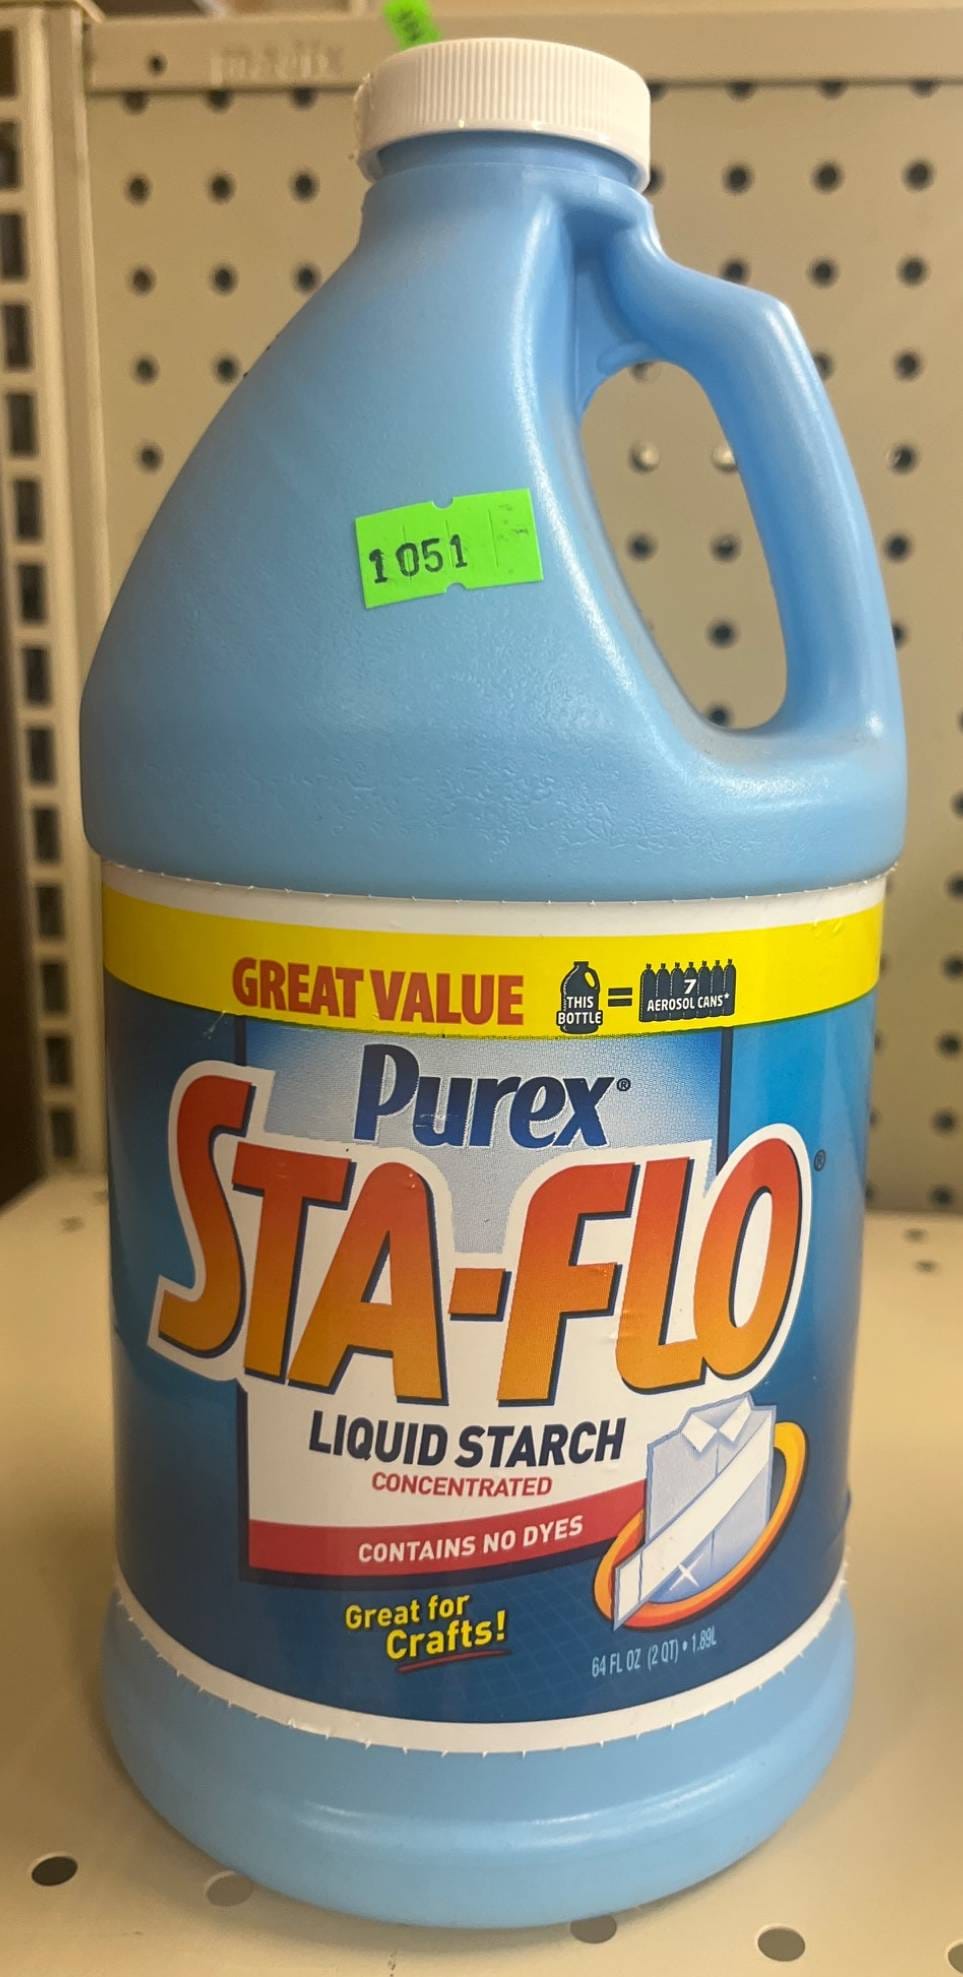 1051
GREAT VALUE
THIS
BOTTLE
=
7
AEROSOL CANS*
Purex®
STA-FLO®
LIQUID STARCH
CONCENTRATED
CONTAINS NO DYES
Great for
Crafts!
64 FL OZ (2 QT) • 1.89L